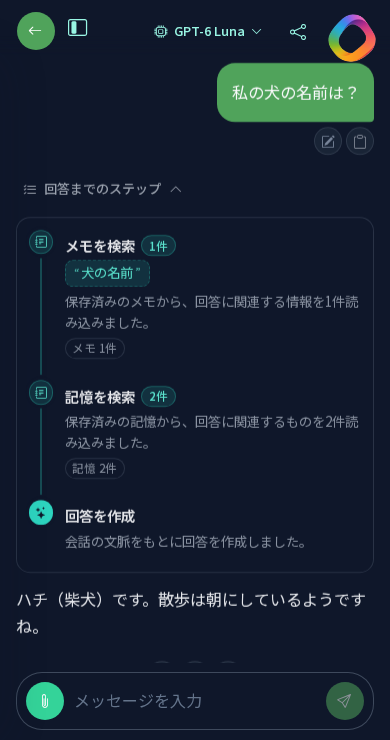 GPT-6 Luna
私の犬の名前は？
回答までのステップ
メモを検索 1件
“犬の名前”
保存済みのメモから、回答に関連する情報を1件読
み込みました。
メモ 1件
記憶を検索 2件
保存済みの記憶から、回答に関連するものを2件読
み込みました。
記憶 2件
回答を作成
会話の文脈をもとに回答を作成しました。
ハチ（柴犬）です。散歩は朝にしているようです
ね。
メッセージを入力